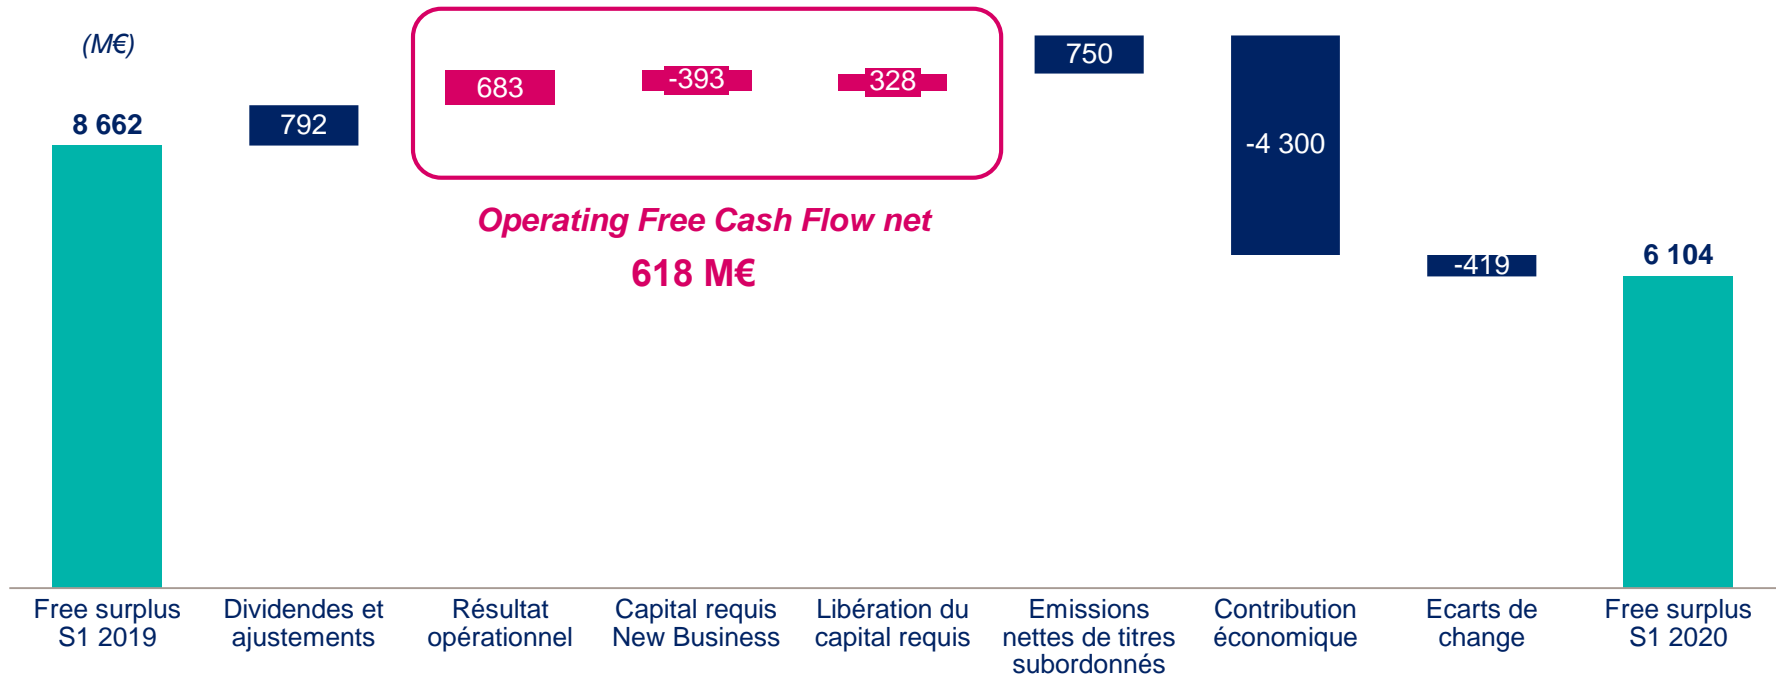 (M€)
8 662
792
683
-393
328
750
-4 300
-419
6 104
Operating Free Cash Flow net
618 M€
Free surplus
S1 2019
Dividendes et
ajustements
Résultat
opérationnel
Capital requis
New Business
Libération du
capital requis
Emissions
nettes de titres
subordonnés
Contribution
économique
Ecarts de
change
Free surplus
S1 2020